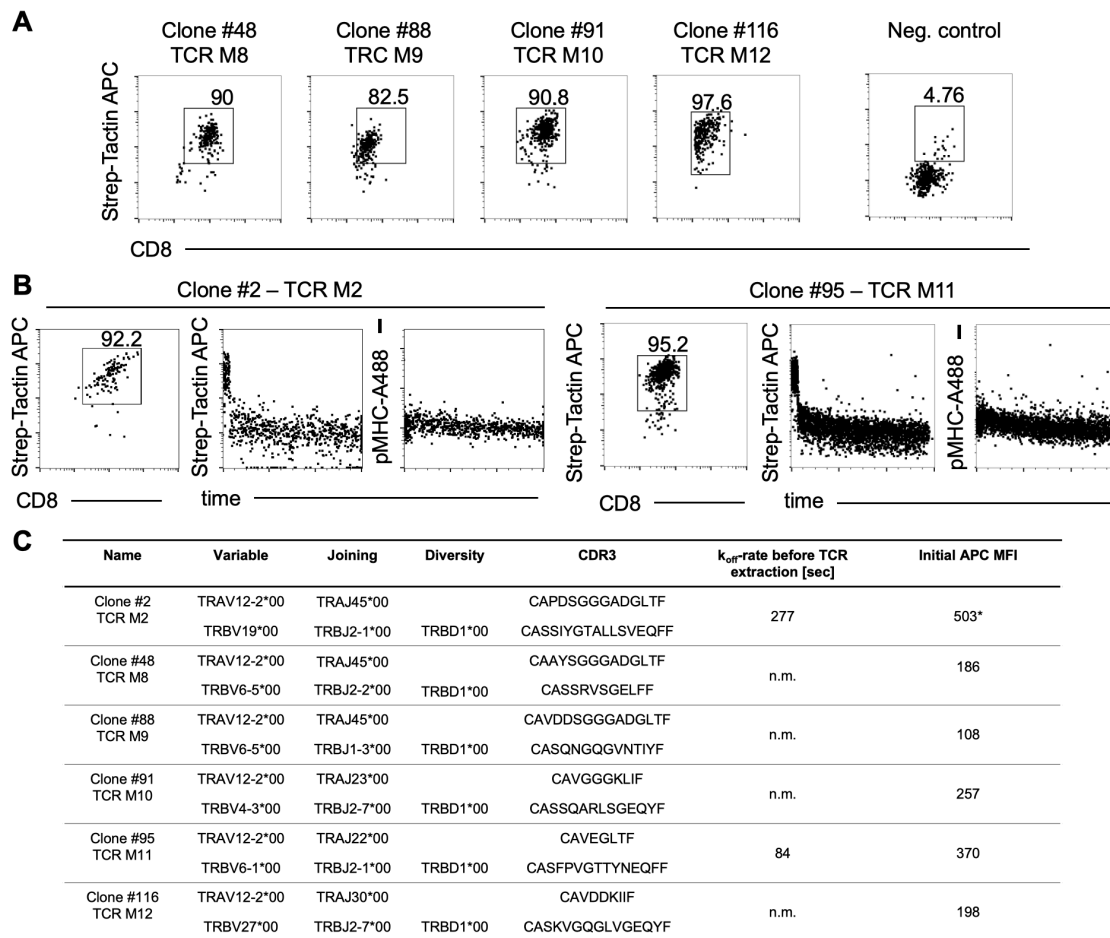 A
Clone #48
TCR M8
Clone #88
TRC M9
Clone #91
TCR M10
Clone #116
TCR M12
Neg. control
90
82.5
90.8
97.6
4.76
Strep-Tactin APC
CD8
B
Clone #2 – TCR M2
Clone #95 – TCR M11
92.2
95.2
Strep-Tactin APC
Strep-Tactin APC
pMHC-A488
Strep-Tactin APC
Strep-Tactin APC
pMHC-A488
CD8
time
CD8
time
C
Name Variable Joining Diversity CDR3 koff-rate before TCR extraction [sec] Initial APC MFI
Clone #2 TCR M2 TRAV12-2*00 TRAJ45*00 CAPDSGGGADGLTF 277 503*
TRBV19*00 TRBJ2-1*00 TRBD1*00 CASSIYGTALLSVEQFF
Clone #48 TCR M8 TRAV12-2*00 TRAJ45*00 CAAYSGGGADGLTF n.m. 186
TRBV6-5*00 TRBJ2-2*00 TRBD1*00 CASSRVSGELFF
Clone #88 TCR M9 TRAV12-2*00 TRAJ45*00 CAVDDSGGGADGLTF n.m. 108
TRBV6-5*00 TRBJ1-3*00 TRBD1*00 CASQNGQGVNTIYF
Clone #91 TCR M10 TRAV12-2*00 TRAJ23*00 CAVGGGKLIF n.m. 257
TRBV4-3*00 TRBJ2-7*00 TRBD1*00 CASSQARLSGEQYF
Clone #95 TCR M11 TRAV12-2*00 TRAJ22*00 CAVEGLTF 84 370
TRBV6-1*00 TRBJ2-1*00 TRBD1*00 CASFPVGTTYNEQFF
Clone #116 TCR M12 TRAV12-2*00 TRAJ30*00 CAVDDKIIF n.m. 198
TRBV27*00 TRBJ2-7*00 TRBD1*00 CASKVGQGLVGEQYF